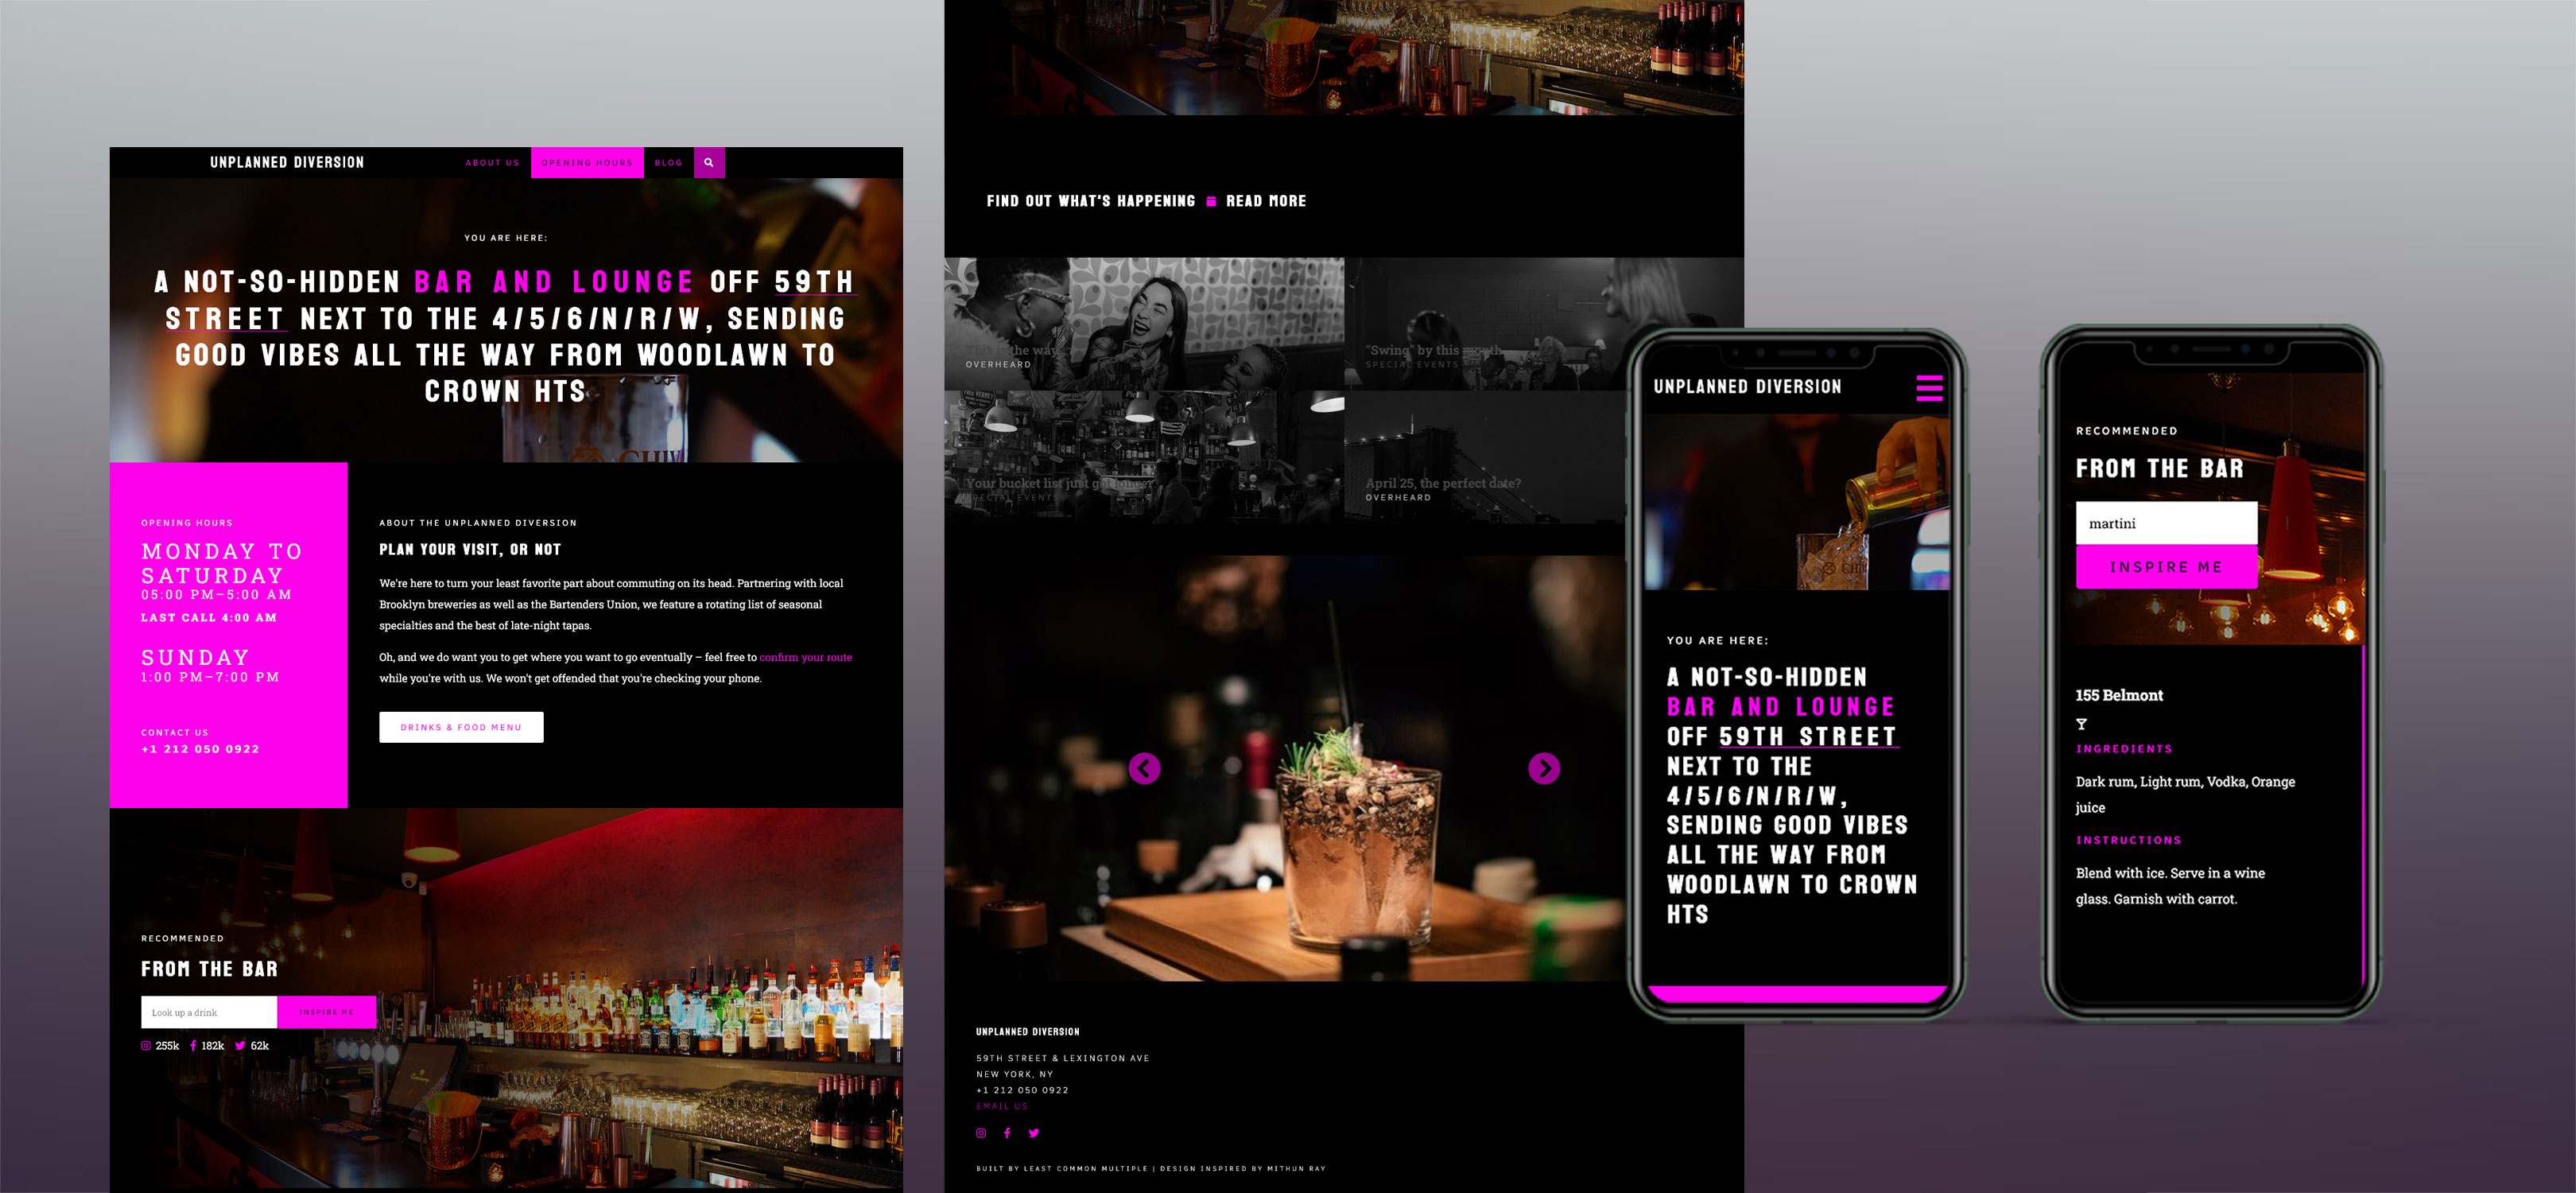 UNPLANNED DIVERSION
ABOUT US
OPENING HOURS
BLOG
YOU ARE HERE:
A NOT-SO-HIDDEN BAR AND LOUNGE OFF 59TH
STREET NEXT TO THE 4/5/6/N/R/W, SENDING
GOOD VIBES ALL THE WAY FROM WOODLAWN TO
CROWN HTS
OPENING HOURS
MONDAY TO
SATURDAY
05:00 PM–5:00 AM
LAST CALL 4:00 AM
SUNDAY
1:00 PM–7:00 PM
CONTACT US
+1 212 050 0922
ABOUT THE UNPLANNED DIVERSION
PLAN YOUR VISIT, OR NOT
We're here to turn your least favorite part about commuting on its head. Partnering with local
Brooklyn breweries as well as the Bartenders Union, we feature a rotating list of seasonal
specialties and the best of late-night tapas.
Oh, and we do want you to get where you want to go eventually – feel free to confirm your route
while you're with us. We won't get offended that you're checking your phone.
DRINKS & FOOD MENU
RECOMMENDED
FROM THE BAR
Look up a drink
INSPIRE ME
255k 182k 62k
FIND OUT WHAT'S HAPPENING READ MORE
the way
OVERHEARD
"Swing" by this month
SPECIAL EVENTS
Your bucket list just got longer
SPECIAL EVENTS
April 25, the perfect date?
OVERHEARD
UNPLANNED DIVERSION
59TH STREET & LEXINGTON AVE
NEW YORK, NY
+1 212 050 0922
EMAIL US
BUILT BY LEAST COMMON MULTIPLE | DESIGN INSPIRED BY MITHUN RAY
UNPLANNED DIVERSION
YOU ARE HERE:
A NOT-SO-HIDDEN
BAR AND LOUNGE
OFF 59TH STREET
NEXT TO THE
4/5/6/N/R/W,
SENDING GOOD VIBES
ALL THE WAY FROM
WOODLAWN TO CROWN
HTS
RECOMMENDED
FROM THE BAR
martini
INSPIRE ME
155 Belmont
INGREDIENTS
Dark rum, Light rum, Vodka, Orange
juice
INSTRUCTIONS
Blend with ice. Serve in a wine
glass. Garnish with carrot.